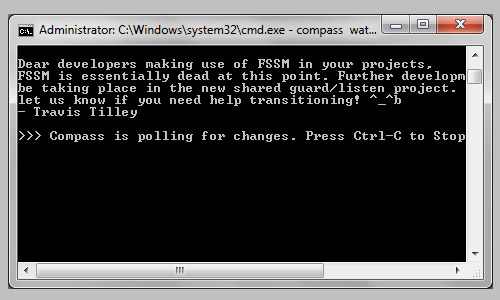 Administrator: C:\Windows\system32\cmd.exe - compass  wat...
Dear developers making use of FSSM in your projects,
FSSM is essentially dead at this point. Further developm
be taking place in the new shared guard/listen project.
let us know if you need help transitioning! ^_^b
- Travis Tilley
>>> Compass is polling for changes. Press Ctrl-C to Stop